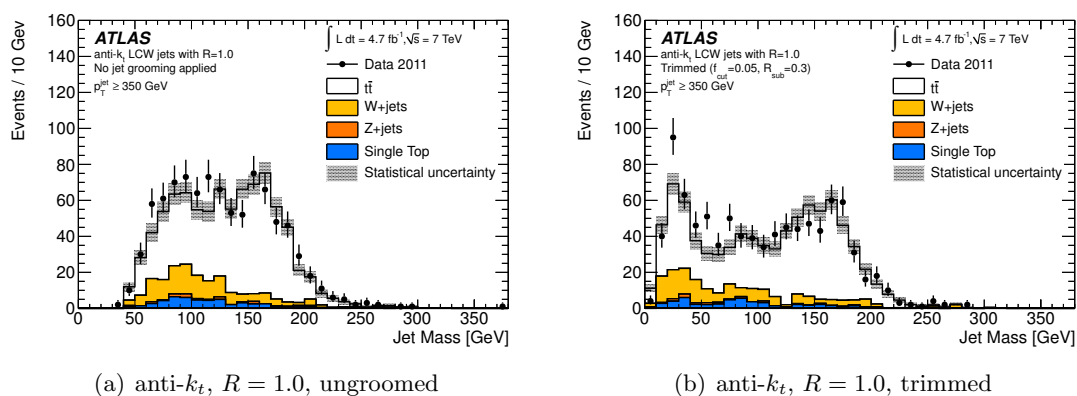 Events / 10 Gev
160
140
120
100
80
60
40
20
0
ATLAS
anti-k_t LCW jets with R=1.0
No jet grooming applied
p_T^jet ≥ 350 GeV
∫ L dt = 4.7 fb⁻¹, √s = 7 TeV
Data 2011
tt̄
W+jets
Z+jets
Single Top
Statistical uncertainty
0 50 100 150 200 250 300 350
Jet Mass [GeV]
(a) anti-k_t, R = 1.0, ungroomed
Events / 10 Gev
160
140
120
100
80
60
40
20
0
ATLAS
anti-k_t LCW jets with R=1.0
Trimmed (f_cut=0.05, R_sub=0.3)
p_T^jet ≥ 350 GeV
∫ L dt = 4.7 fb⁻¹, √s = 7 TeV
Data 2011
tt̄
W+jets
Z+jets
Single Top
Statistical uncertainty
0 50 100 150 200 250 300 350
Jet Mass [GeV]
(b) anti-k_t, R = 1.0, trimmed